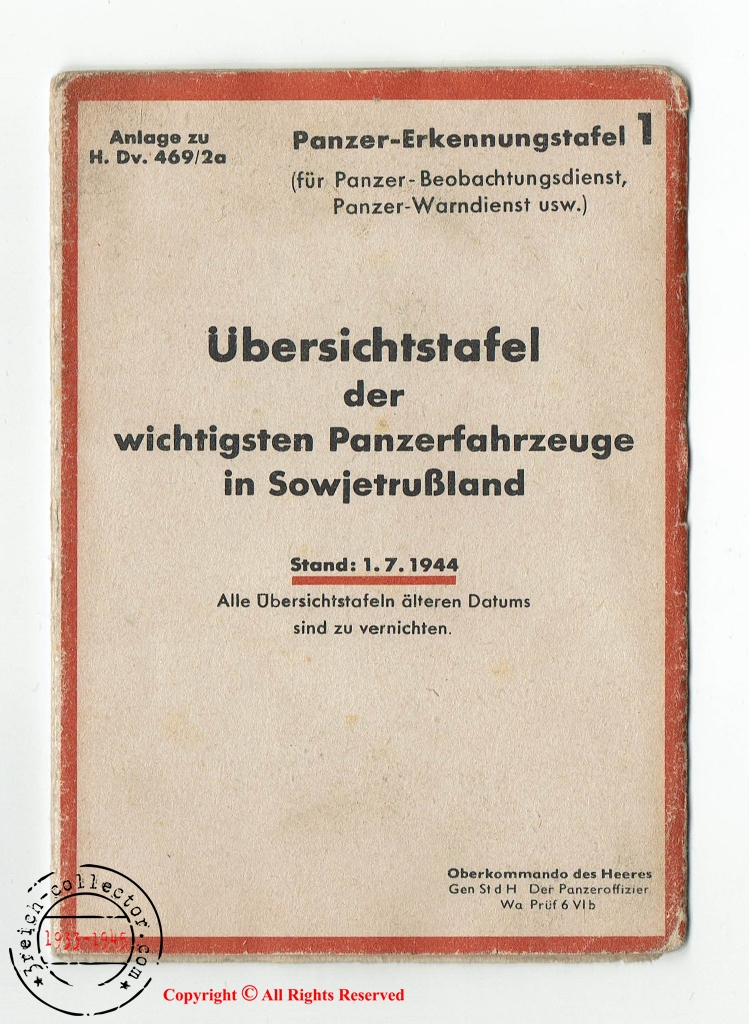 Anlage zu
H. Dv. 469/2a
Panzer-Erkennungstafel 1
(für Panzer-Beobachtungsdienst,
Panzer-Warndienst usw.)
Übersichtstafel
der
wichtigsten Panzerfahrzeuge
in Sowjetrußland
Stand: 1. 7. 1944
Alle Übersichtstafeln älteren Datums
sind zu vernichten.
Oberkommando des Heeres
Gen St d H Der Panzeroffizier
Wa Prüf 6 VIb
3reich-collector.com
1933-1945
Copyright © All Rights Reserved